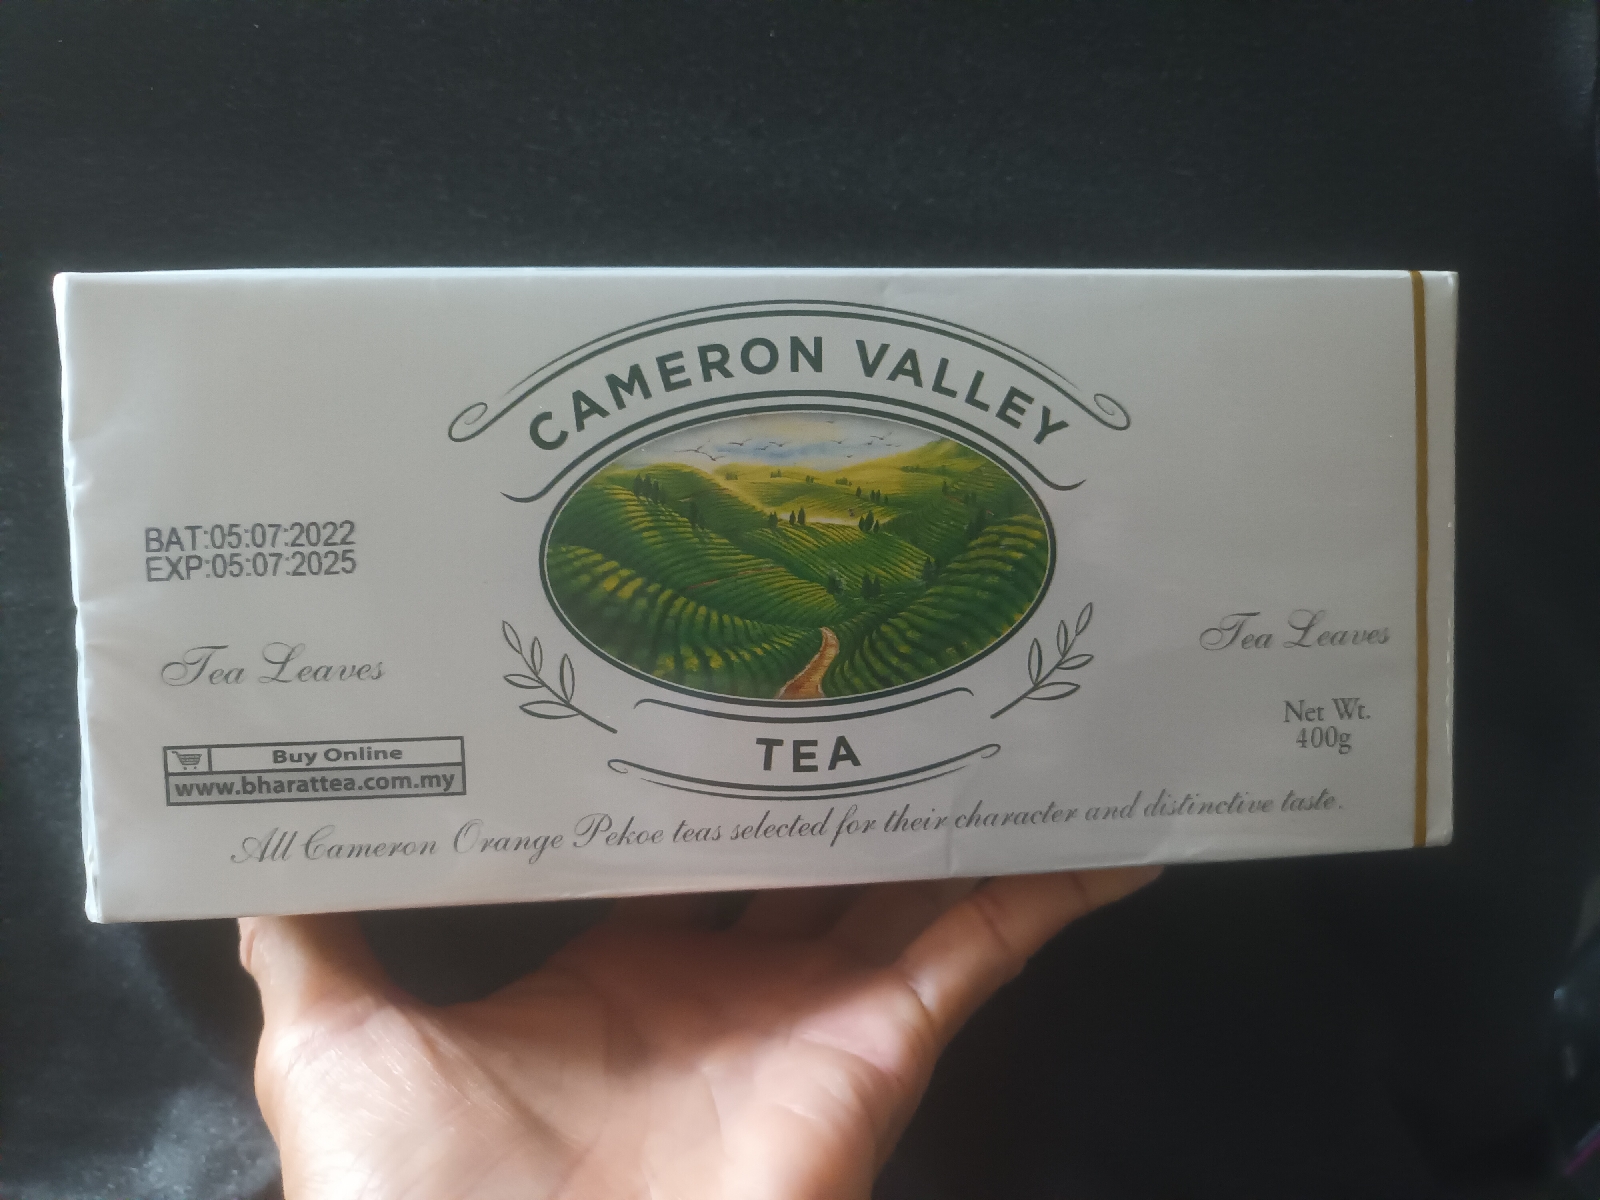 CAMERON VALLEY
BAT:05:07:2022
EXP:05:07:2025
Tea Leaves
Tea Leaves
Net Wt.
400g
TEA
Buy Online
www.bharattea.com.my
All Cameron Orange Pekoe teas selected for their character and distinctive taste.